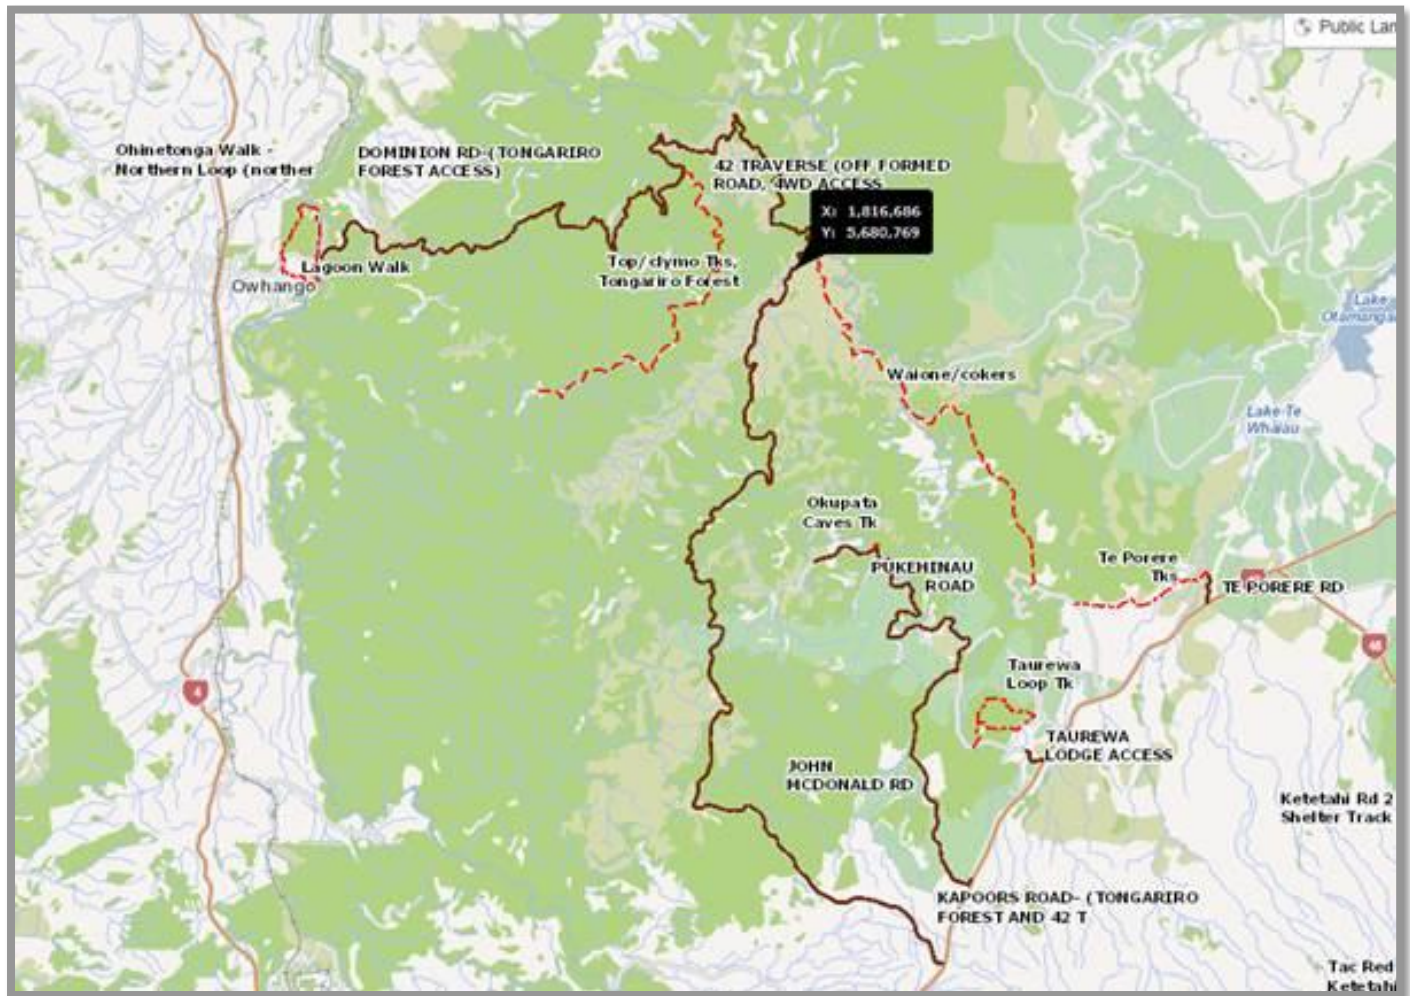 Public Lan
Ohinetonga Walk -
Northern Loop (norther
DOMINION RD-(TONGARIRO
FOREST ACCESS)
42 TRAVERSE (OFF FORMED
ROAD, 4WD ACCESS
X: 1,816,686
Y: 5,680,769
Lagoon Walk
Owhango
Top/clymo Tks,
Tongariro Forest
Lake
Otamanga
Waione/cokers
Lake Te
Whaiau
Okupata
Caves Tk
PUKEHINAU
ROAD
Te Porere
Tks
TE PORERE RD
46
4
Taurewa
Loop Tk
TAUREWA
LODGE ACCESS
JOHN
MCDONALD RD
Ketetahi Rd 2
Shelter Track
KAPOORS ROAD- (TONGARIRO
FOREST AND 42 T
Tac Red
Ketetahi